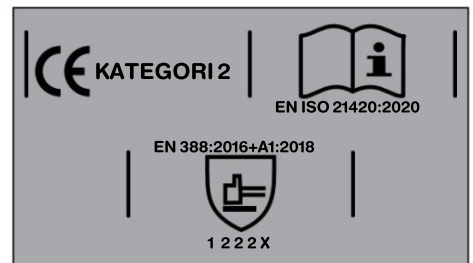 CE KATEGORI 2
i
EN ISO 21420:2020
EN 388:2016+A1:2018
1 2 2 2 X